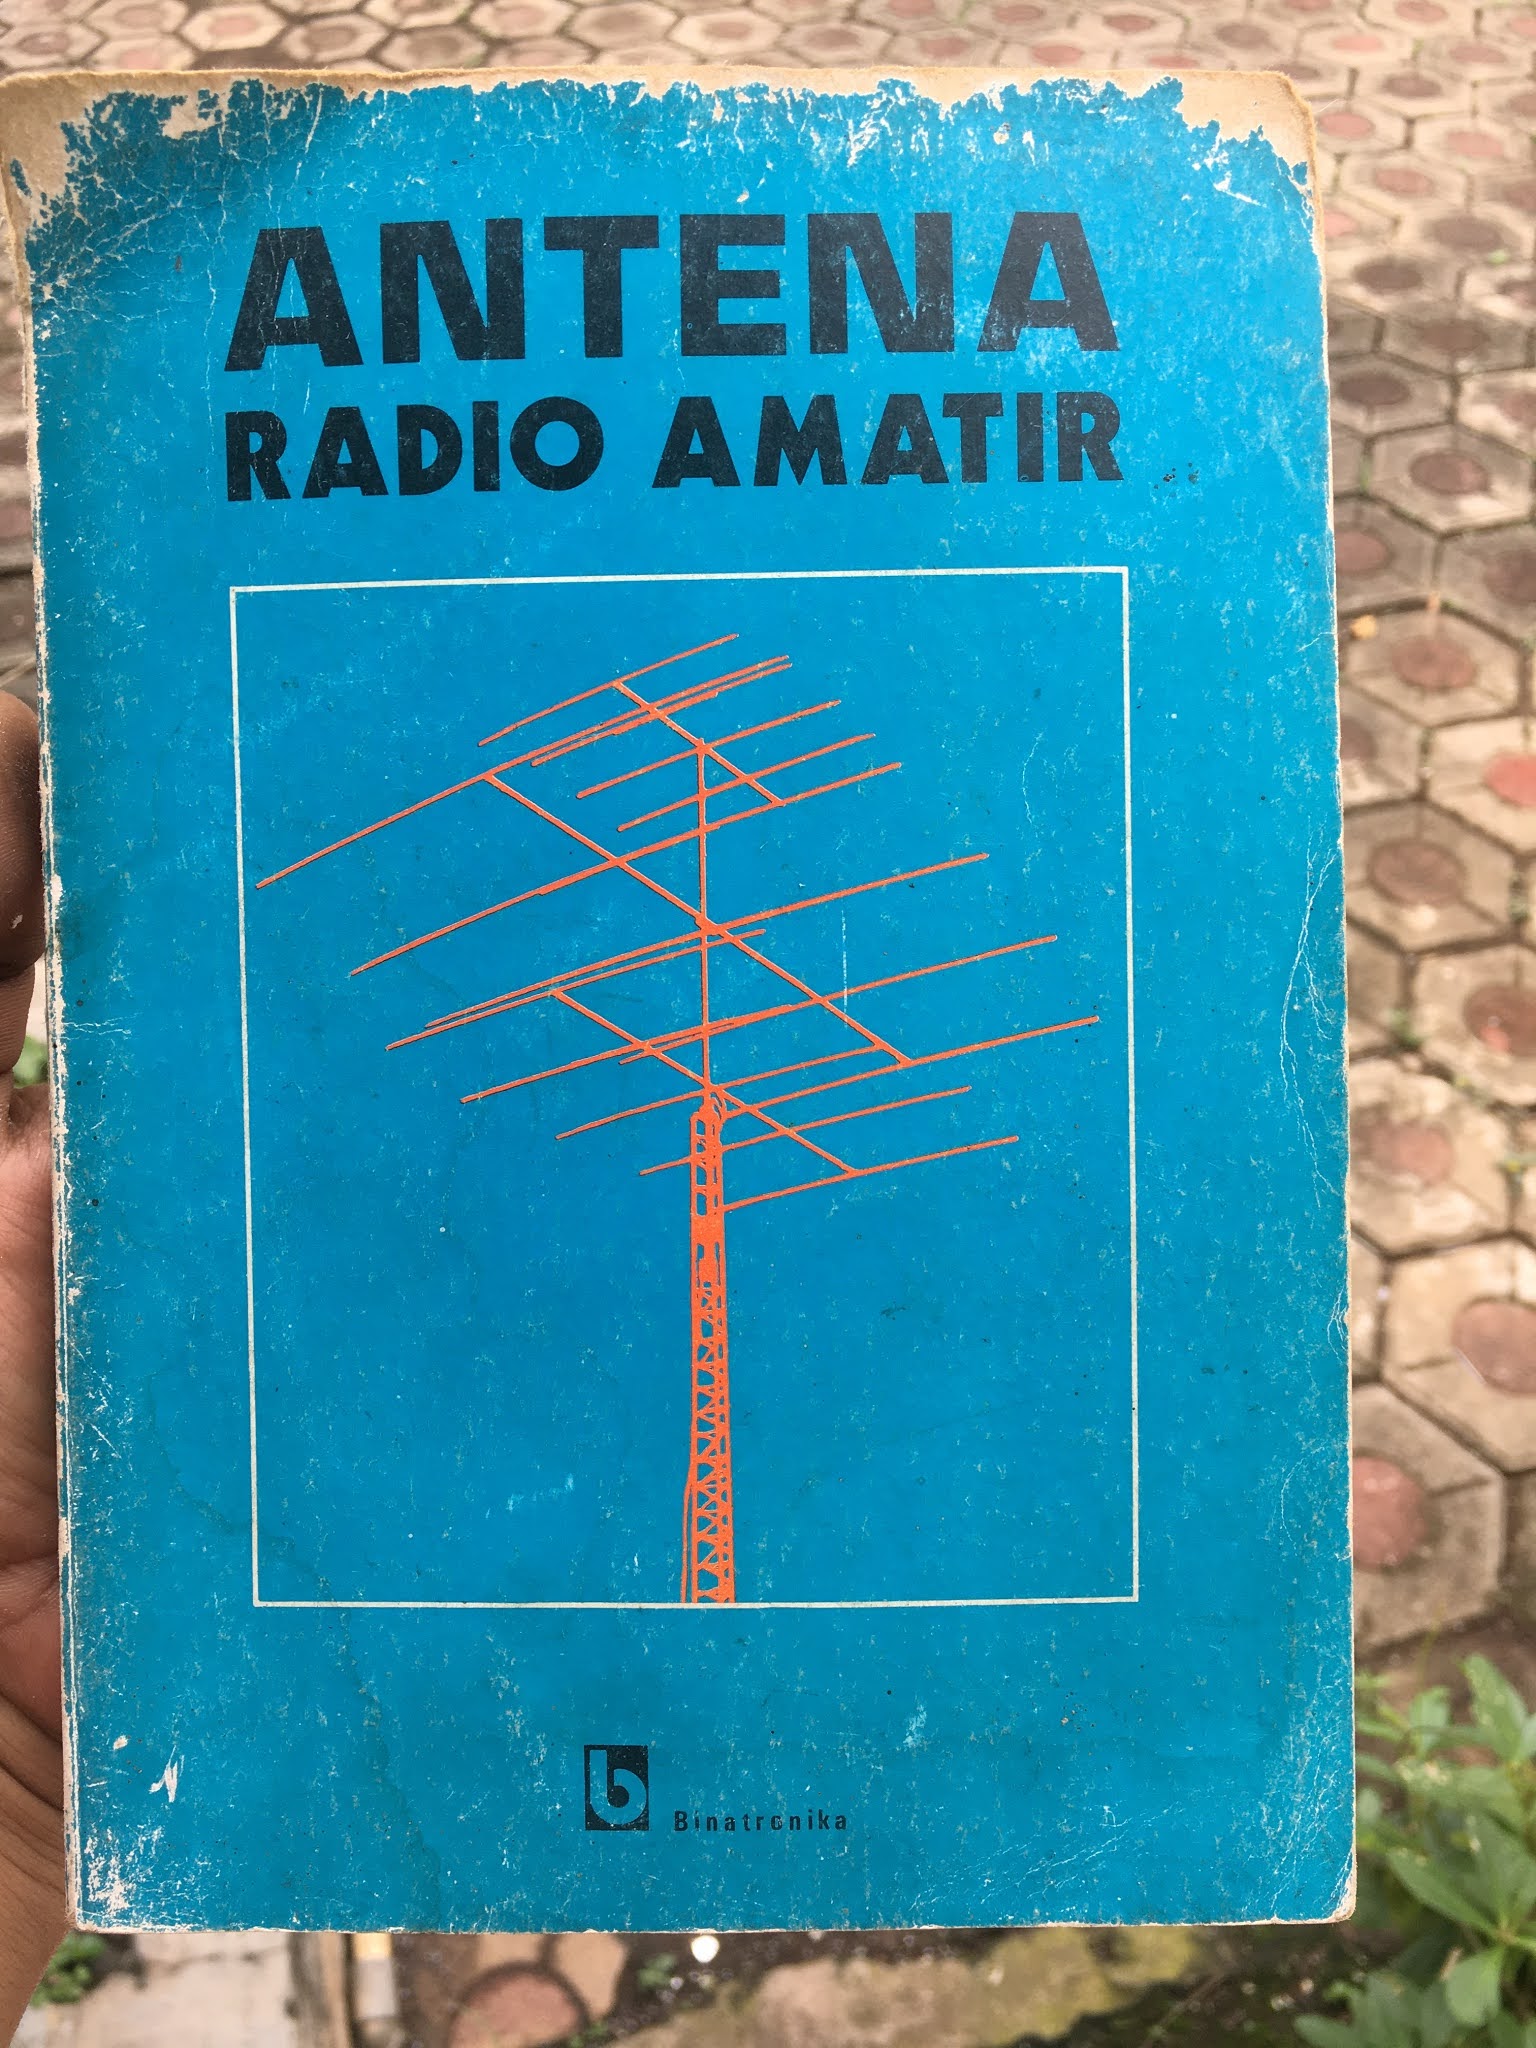 ANTENA
RADIO AMATIR
b Binatronika